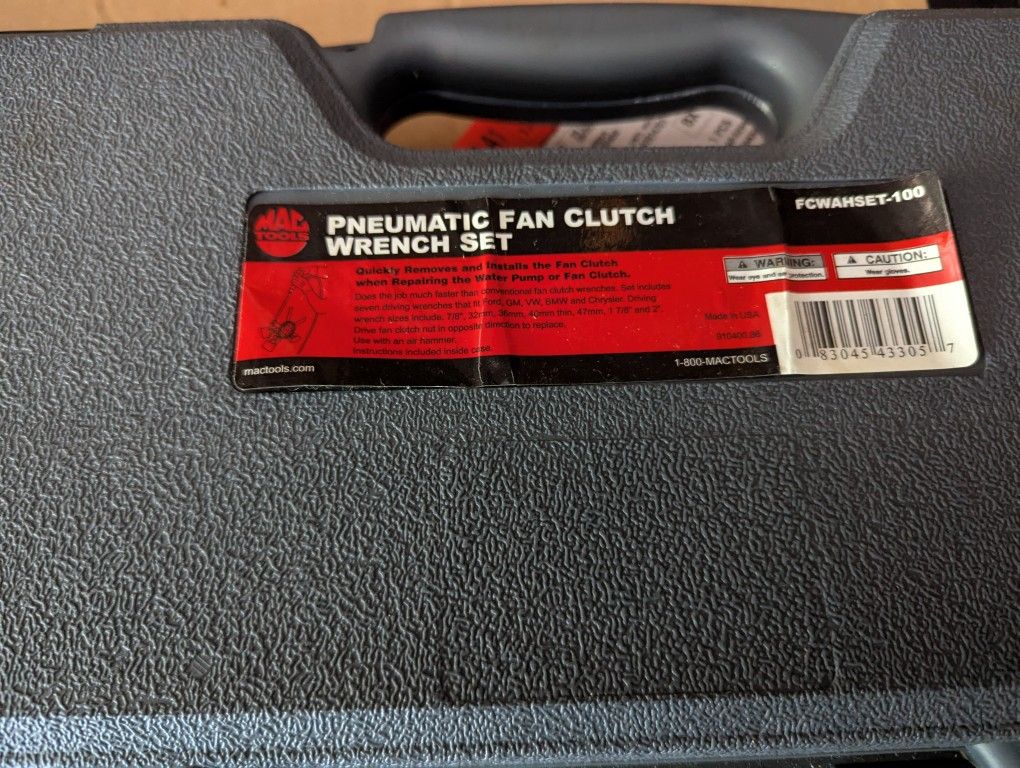 MAC
TOOLS
PNEUMATIC FAN CLUTCH
WRENCH SET
FCWAHSET-100
Quickly Removes and Installs the Fan Clutch
when Repairing the Water Pump or Fan Clutch.
Does the job much faster than conventional fan clutch wrenches. Set includes
seven driving wrenches that fit Ford, GM, VW, BMW and Chrysler. Driving
wrench sizes include, 7/8", 32mm, 36mm, 40mm thin, 47mm, 1 7/8" and 2".
Drive fan clutch nut in opposite direction to replace.
Use with an air hammer.
Instructions included inside case.
WARNING:
Wear eye and ear protection.
CAUTION:
Wear gloves.
Made in USA
910400.86
mactools.com
1-800-MACTOOLS
0 83045 43305 7